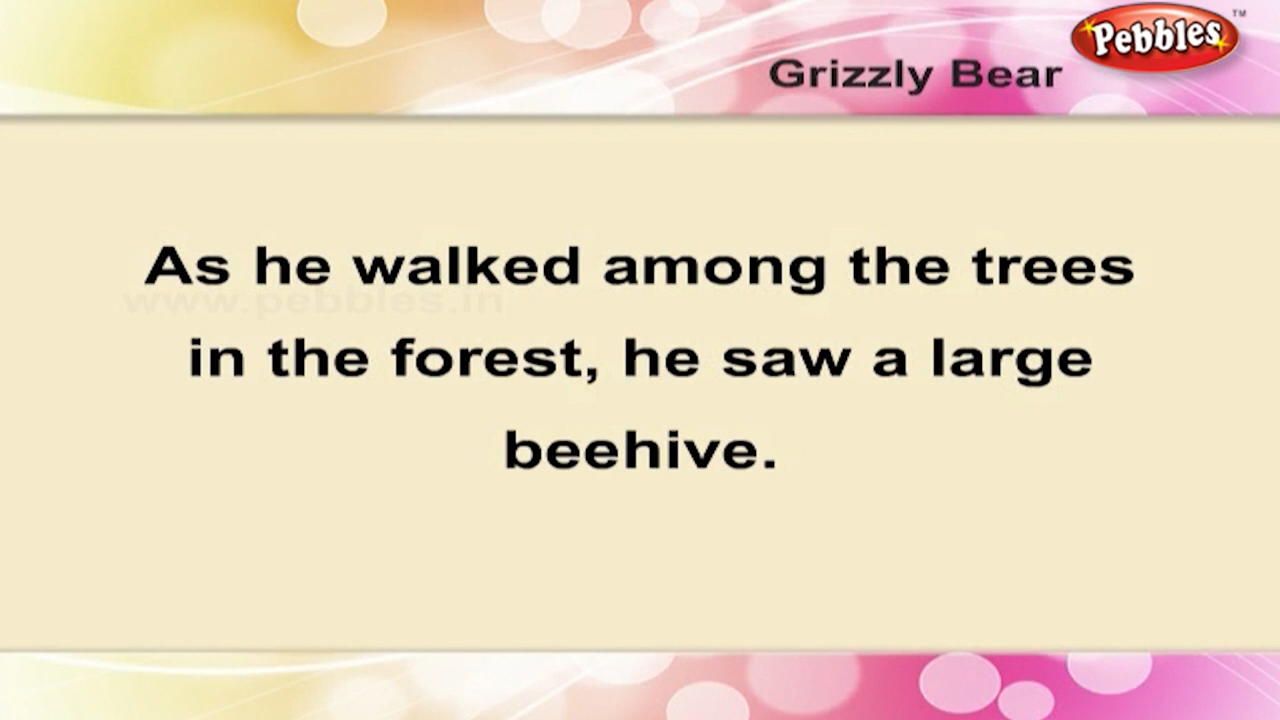 Pebbles TM
Grizzly Bear
As he walked among the trees
www.pebbles.in
in the forest, he saw a large
beehive.